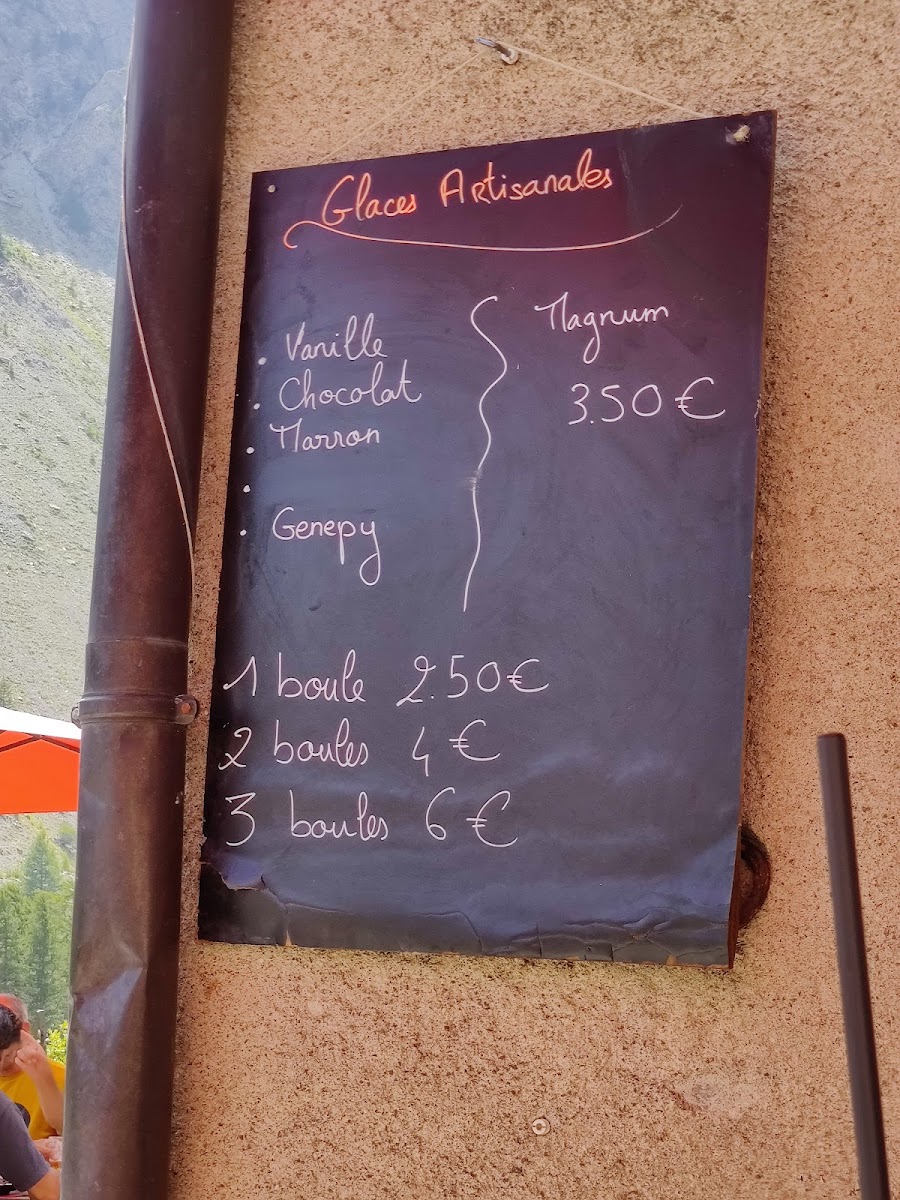 Glaces Artisanales
. Vanille
. Chocolat
. Marron
.
. Genepy
Magnum
3.50 €
1 boule 2.50 €
2 boules 4 €
3 boules 6 €